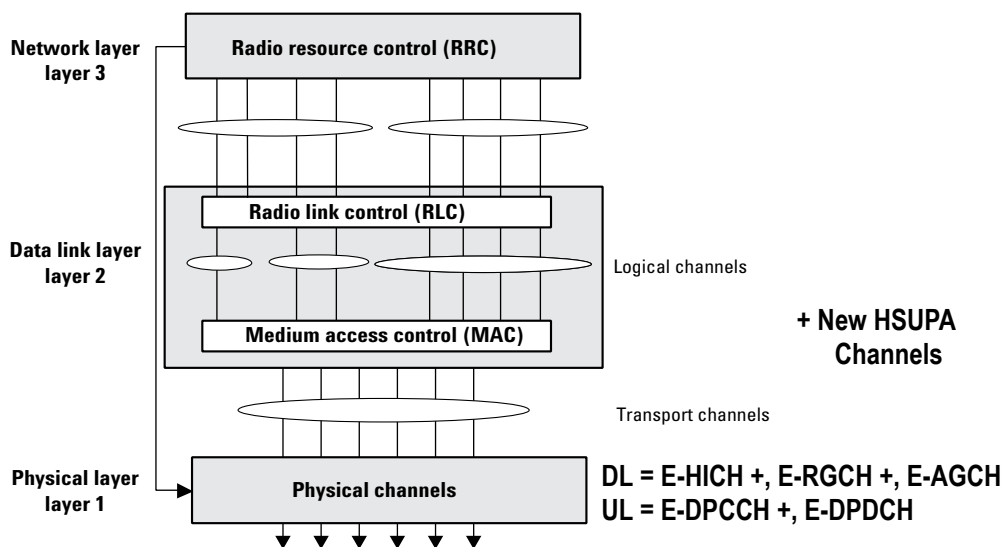 Network layer
layer 3
Radio resource control (RRC)
Radio link control (RLC)
Data link layer
layer 2
Logical channels
Medium access control (MAC)
+ New HSUPA
Channels
Transport channels
Physical layer
layer 1
Physical channels
DL = E-HICH +, E-RGCH +, E-AGCH
UL = E-DPCCH +, E-DPDCH